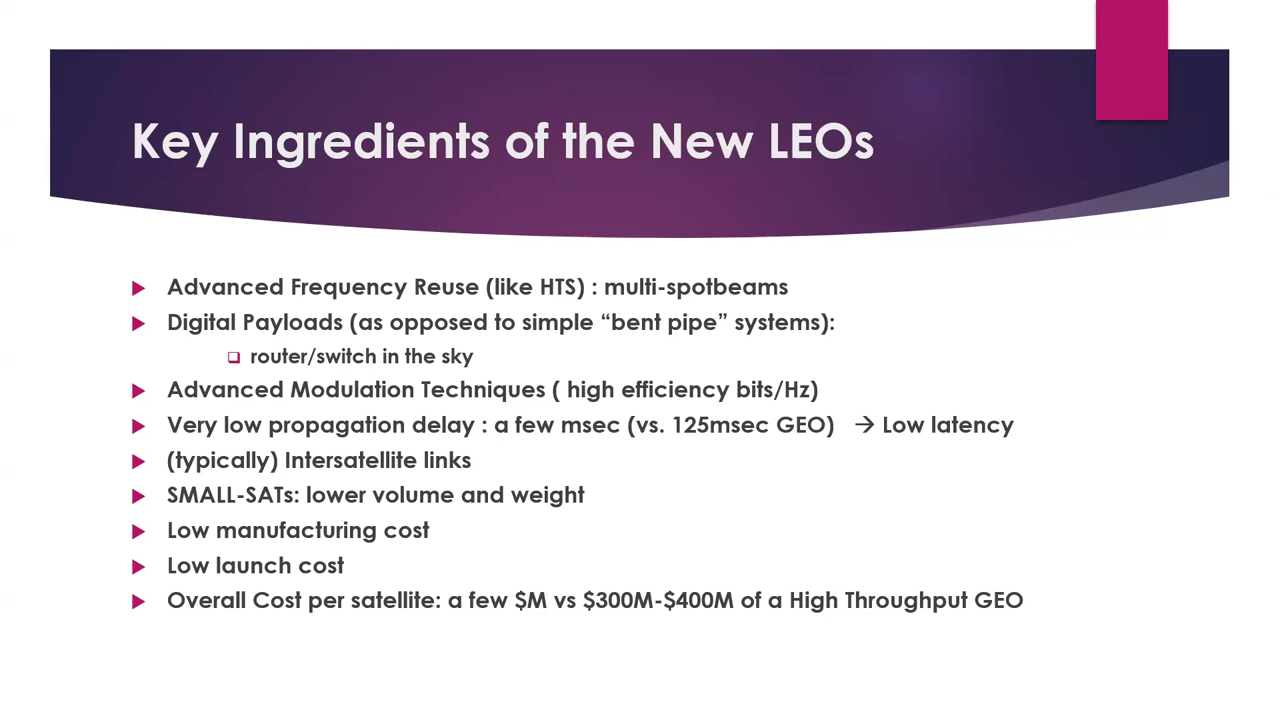 Key Ingredients of the New LEOs
Advanced Frequency Reuse (like HTS) : multi-spotbeams
Digital Payloads (as opposed to simple “bent pipe” systems):
router/switch in the sky
Advanced Modulation Techniques ( high efficiency bits/Hz)
Very low propagation delay : a few msec (vs. 125msec GEO) → Low latency
(typically) Intersatellite links
SMALL-SATs: lower volume and weight
Low manufacturing cost
Low launch cost
Overall Cost per satellite: a few $M vs $300M-$400M of a High Throughput GEO